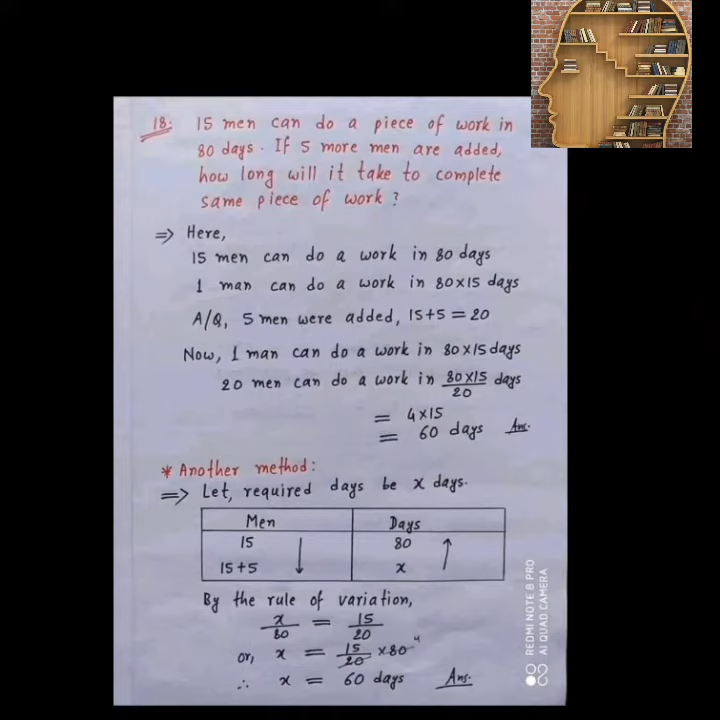 18. 15 men can do a piece of work in
80 days. If 5 more men are added,
how long will it take to complete
same piece of work ?
⇒ Here,
15 men can do a work in 80 days
1 man can do a work in 80×15 days
A/Q, 5 men were added, 15+5 = 20
Now, 1 man can do a work in 80×15 days
20 men can do a work in 80×15/20 days
= 4×15
= 60 days Ans.
* Another method:
⇒ Let, required days be x days.
Men Days
15 ↓ 80 ↑
15+5 x
By the rule of variation,
x/80 = 15/20
or, x = 15/20 ×80 4
∴ x = 60 days Ans.
REDMI NOTE 8 PRO
AI QUAD CAMERA